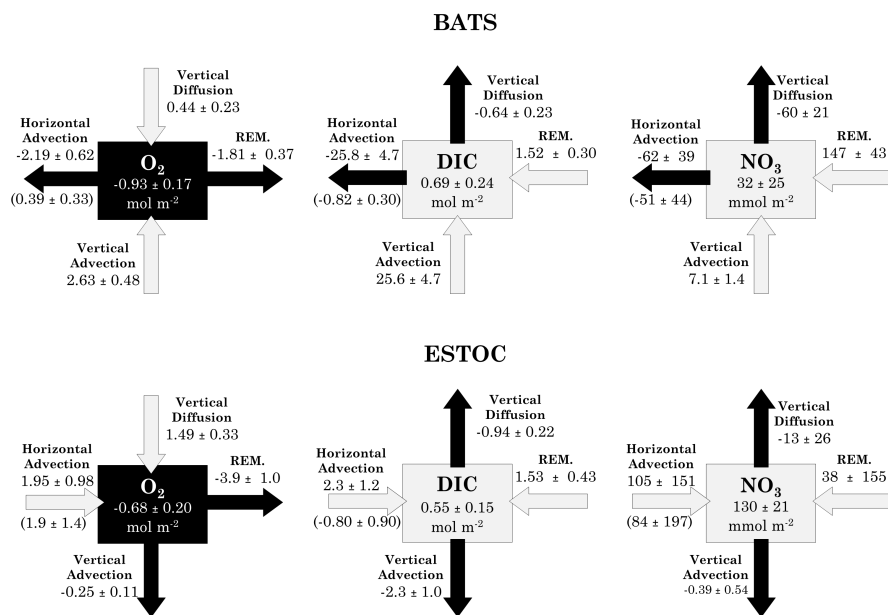 BATS
Vertical
Diffusion
0.44 ± 0.23
Horizontal
Advection
-2.19 ± 0.62
(0.39 ± 0.33)
O₂
-0.93 ± 0.17
mol m⁻²
REM.
-1.81 ± 0.37
Vertical
Advection
2.63 ± 0.48
Vertical
Diffusion
-0.64 ± 0.23
Horizontal
Advection
-25.8 ± 4.7
(-0.82 ± 0.30)
DIC
0.69 ± 0.24
mol m⁻²
REM.
1.52 ± 0.30
Vertical
Advection
25.6 ± 4.7
Vertical
Diffusion
-60 ± 21
Horizontal
Advection
-62 ± 39
(-51 ± 44)
NO₃
32 ± 25
mmol m⁻²
REM.
147 ± 43
Vertical
Advection
7.1 ± 1.4
ESTOC
Vertical
Diffusion
1.49 ± 0.33
Horizontal
Advection
1.95 ± 0.98
(1.9 ± 1.4)
O₂
-0.68 ± 0.20
mol m⁻²
REM.
-3.9 ± 1.0
Vertical
Advection
-0.25 ± 0.11
Vertical
Diffusion
-0.94 ± 0.22
Horizontal
Advection
2.3 ± 1.2
(-0.80 ± 0.90)
DIC
0.55 ± 0.15
mol m⁻²
REM.
1.53 ± 0.43
Vertical
Advection
-2.3 ± 1.0
Vertical
Diffusion
-13 ± 26
Horizontal
Advection
105 ± 151
(84 ± 197)
NO₃
130 ± 21
mmol m⁻²
REM.
38 ± 155
Vertical
Advection
-0.39 ± 0.54